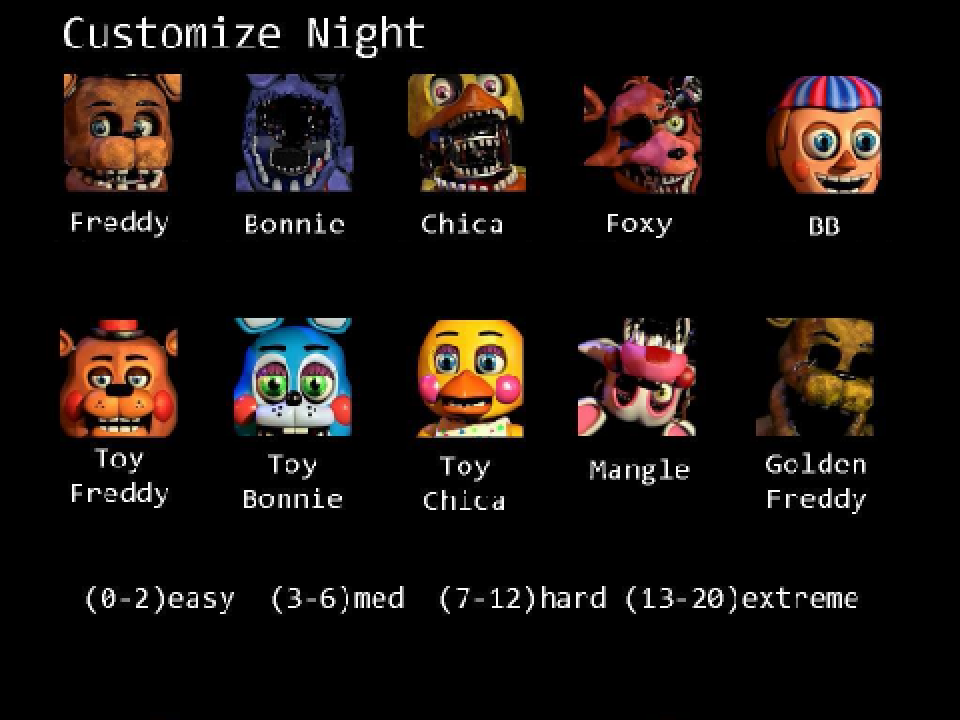 Customize Night
Freddy Bonnie Chica Foxy BB
Toy Freddy Toy Bonnie Toy Chica Mangle Golden Freddy
(0-2)easy (3-6)med (7-12)hard (13-20)extreme